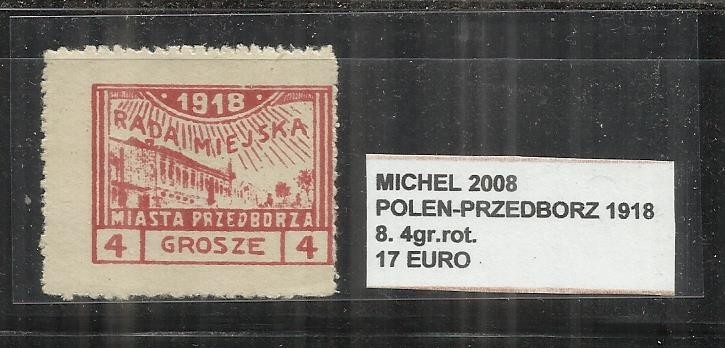 1918
RADA MIEJSKA
MIASTA PRZEDBORZA
4 GROSZE 4
MICHEL 2008
POLEN-PRZEDBORZ 1918
8. 4gr.rot.
17 EURO